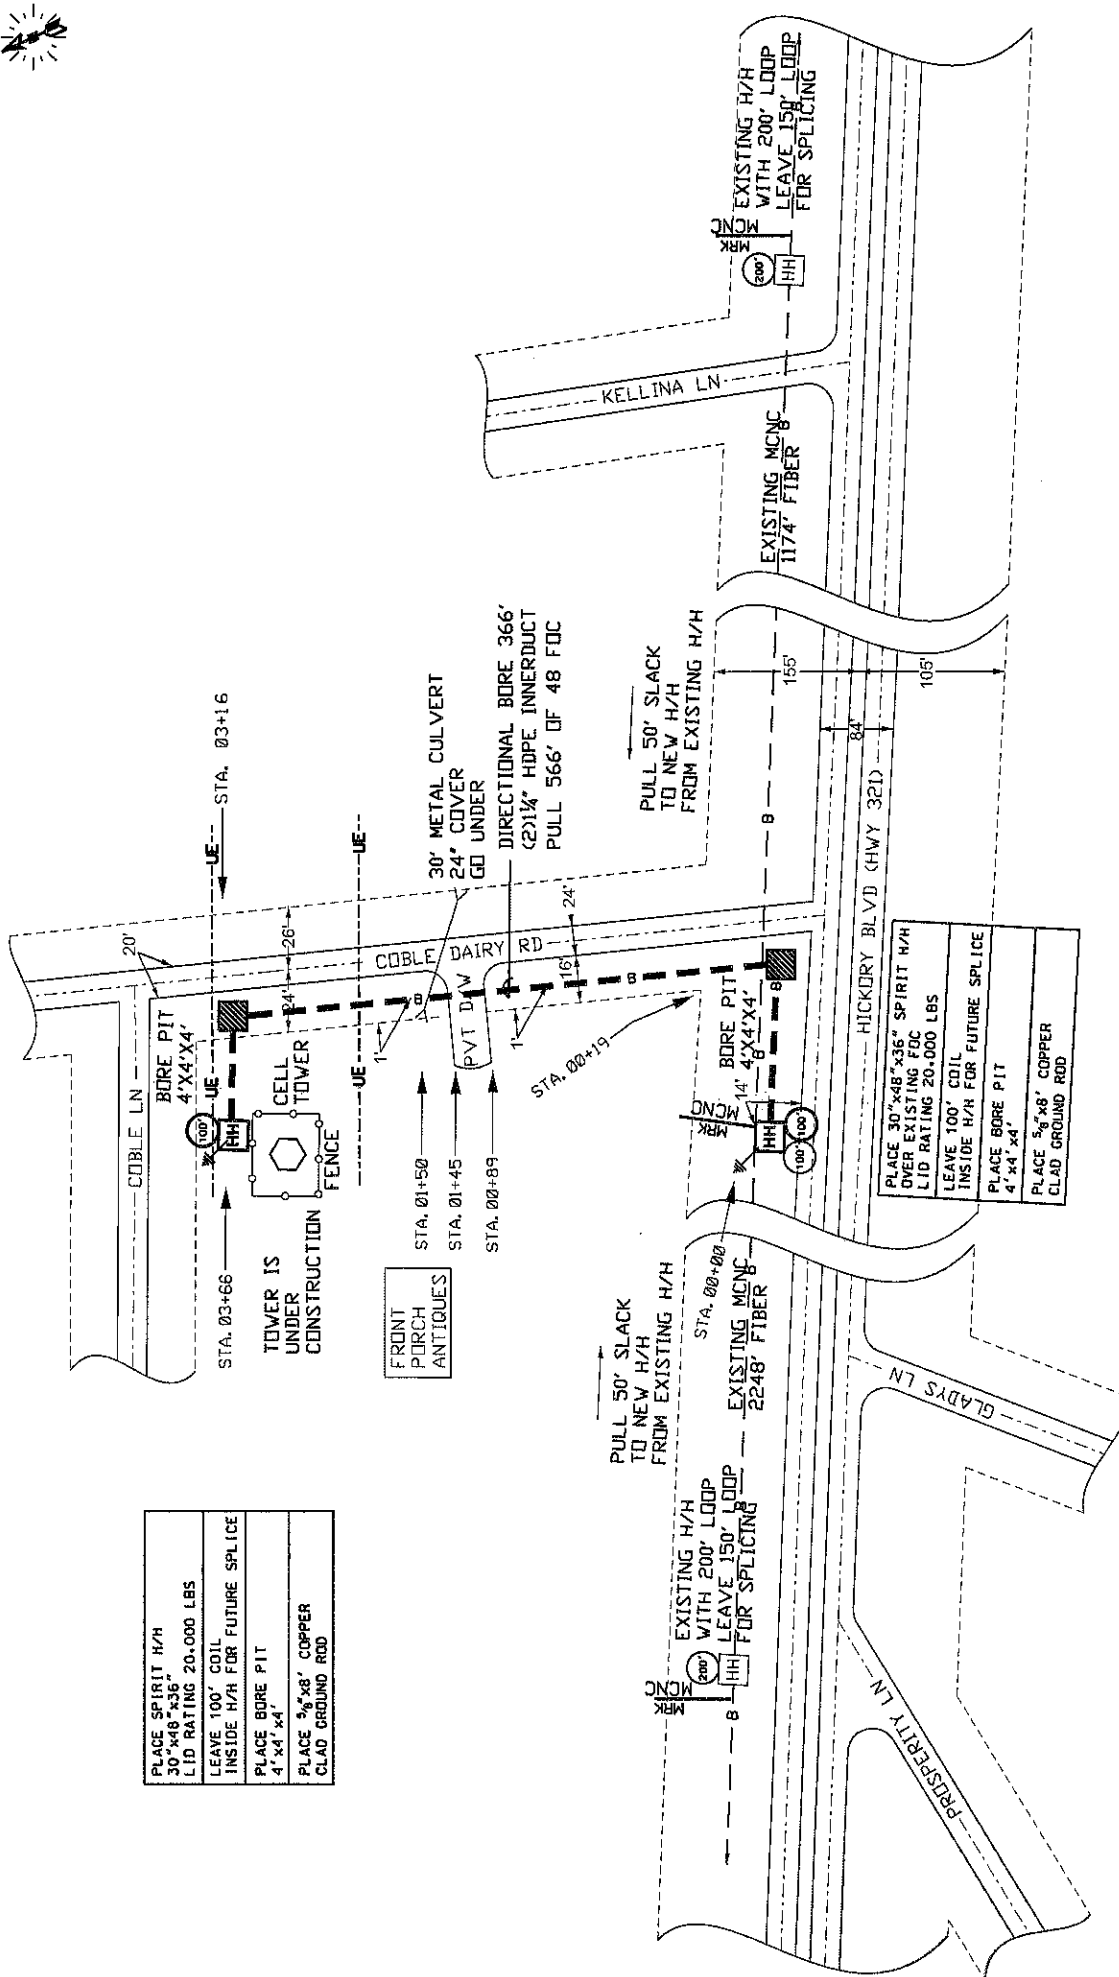 PLACE SPIRIT H/H
30"x48"x36"
LID RATING 20,000 LBS
LEAVE 100' COIL
INSIDE H/H FOR FUTURE SPLICE
PLACE BORE PIT
4'x4'x4'
PLACE 5/8"x8' COPPER
CLAD GROUND ROD
COBLE LN
20'
BORE PIT
4'X4'X4'
UE
UE
STA. 03+16
100'
HH
CELL
TOWER
FENCE
24'
26'
STA. 03+66
TOWER IS
UNDER
CONSTRUCTION
UE
UE
FRONT
PORCH
ANTIQUES
STA. 01+50
STA. 01+45
STA. 00+89
1'
PVT D/W
1'
B
COBLE DAIRY RD
16'
24'
B
30' METAL CULVERT
24" COVER
GO UNDER
DIRECTIONAL BORE 366'
(2)1¼" HDPE INNERDUCT
PULL 566' OF 48 FOC
STA. 00+19
BORE PIT
4'X4'X4'
14'
B
B
MRK
MCNC
HH
100'
100'
STA. 00+00
PULL 50' SLACK
TO NEW H/H
FROM EXISTING H/H
PULL 50' SLACK
TO NEW H/H
FROM EXISTING H/H
EXISTING MCNC
2248' FIBER
B
EXISTING H/H
WITH 200' LOOP
LEAVE 150' LOOP
FOR SPLICING
B
200'
HH
MRK
MCNC
B
B
155'
84'
105'
EXISTING MCNC
1174' FIBER
B
KELLINA LN
200'
HH
MRK
MCNC
EXISTING H/H
WITH 200' LOOP
LEAVE 150' LOOP
FOR SPLICING
B
HICKORY BLVD (HWY 321)
GLADYS LN
PROSPERITY LN
PLACE 30"x48"x36" SPIRIT H/H
OVER EXISTING FOC
LID RATING 20,000 LBS
LEAVE 100' COIL
INSIDE H/H FOR FUTURE SPLICE
PLACE BORE PIT
4'x4'x4'
PLACE 5/8"x8' COPPER
CLAD GROUND ROD